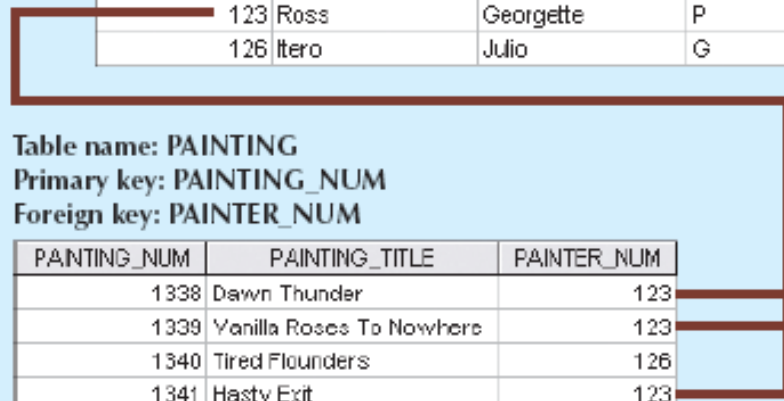 123 Ross Georgette P
126 Itero Julio G
Table name: PAINTING
Primary key: PAINTING_NUM
Foreign key: PAINTER_NUM
PAINTING_NUM PAINTING_TITLE PAINTER_NUM
1338 Dawn Thunder 123
1339 Vanilla Roses To Nowhere 123
1340 Tired Flounders 126
1341 Hasty Exit 123